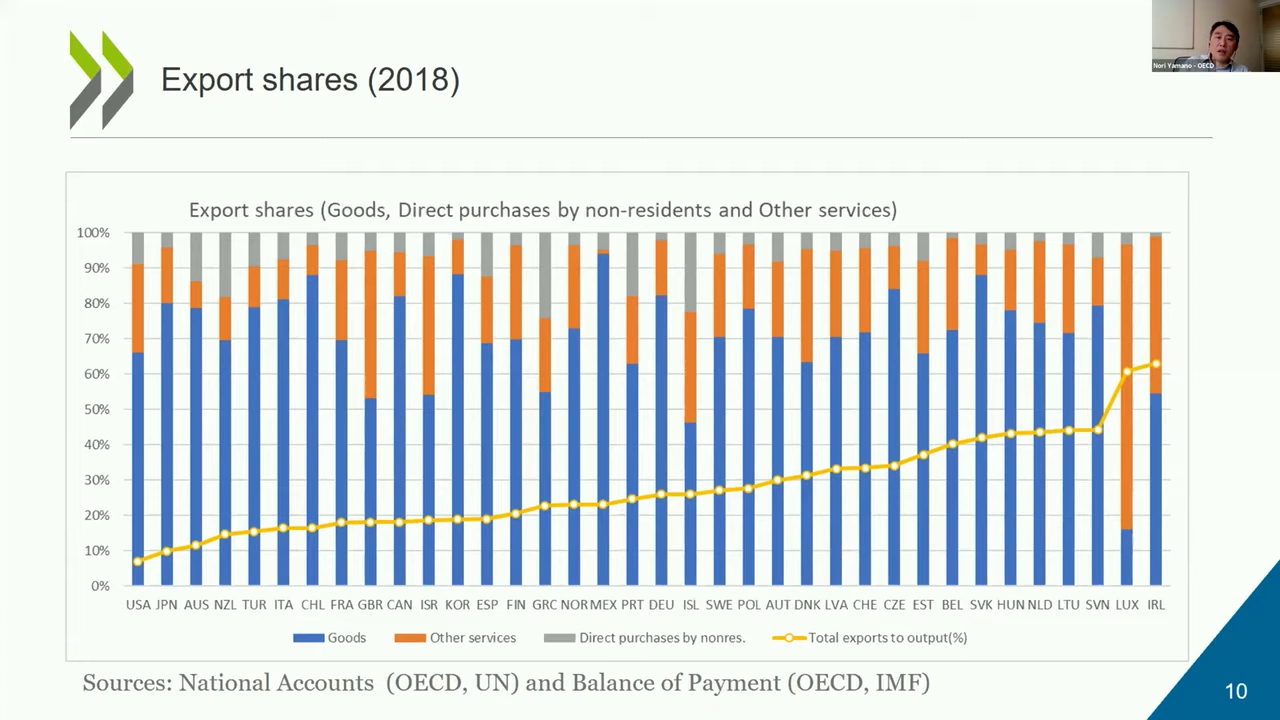 Export shares (2018)
Nori Yamano - OECD
Export shares (Goods, Direct purchases by non-residents and Other services)
100%
90%
80%
70%
60%
50%
40%
30%
20%
10%
0%
USA JPN AUS NZL TUR ITA CHL FRA GBR CAN ISR KOR ESP FIN GRC NOR MEX PRT DEU ISL SWE POL AUT DNK LVA CHE CZE EST BEL SVK HUN NLD LTU SVN LUX IRL
Goods Other services Direct purchases by nonres. Total exports to output(%)
Sources: National Accounts (OECD, UN) and Balance of Payment (OECD, IMF)
10